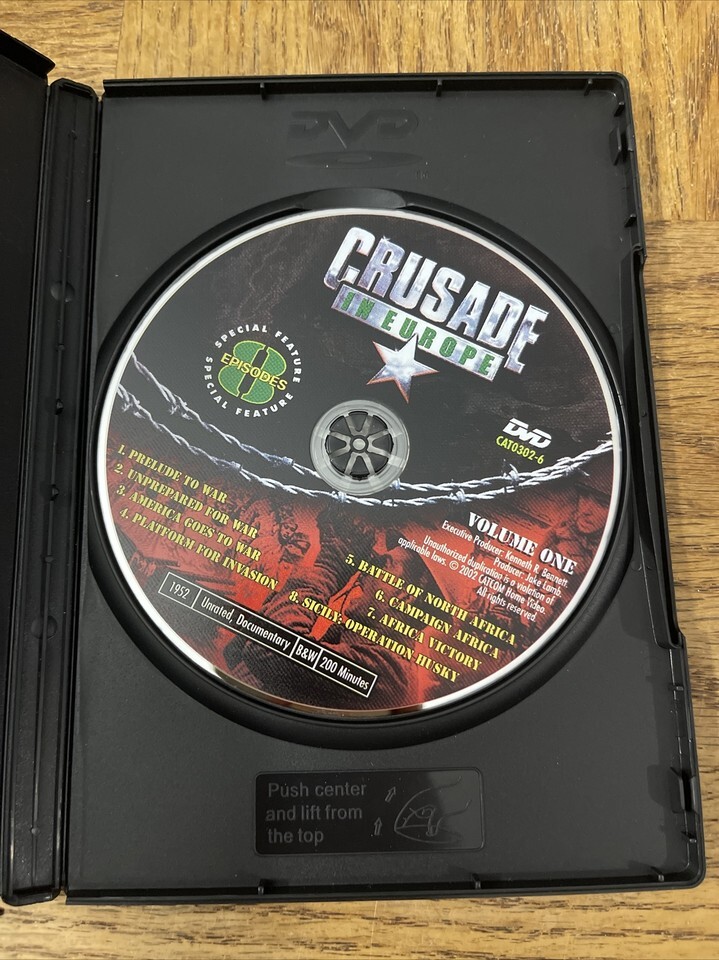 DVD
CRUSADE
IN EUROPE
SPECIAL FEATURE
8
EPISODES
SPECIAL FEATURE
DVD
CAT0302-6
1. PRELUDE TO WAR
2. UNPREPARED FOR WAR
3. AMERICA GOES TO WAR
4. PLATFORM FOR INVASION
VOLUME ONE
Executive Producer: Kenneth R. Bennett
Producer: Jake Lamb.
Unauthorized duplication is a violation of
applicable laws. © 2002 CATCOM Home Video.
All rights reserved
5. BATTLE OF NORTH AFRICA
6. CAMPAIGN AFRICA
7. AFRICA VICTORY
8. SICILY: OPERATION HUSKY
1952 Unrated, Documentary B&W 200 Minutes
Push center
and lift from
the top